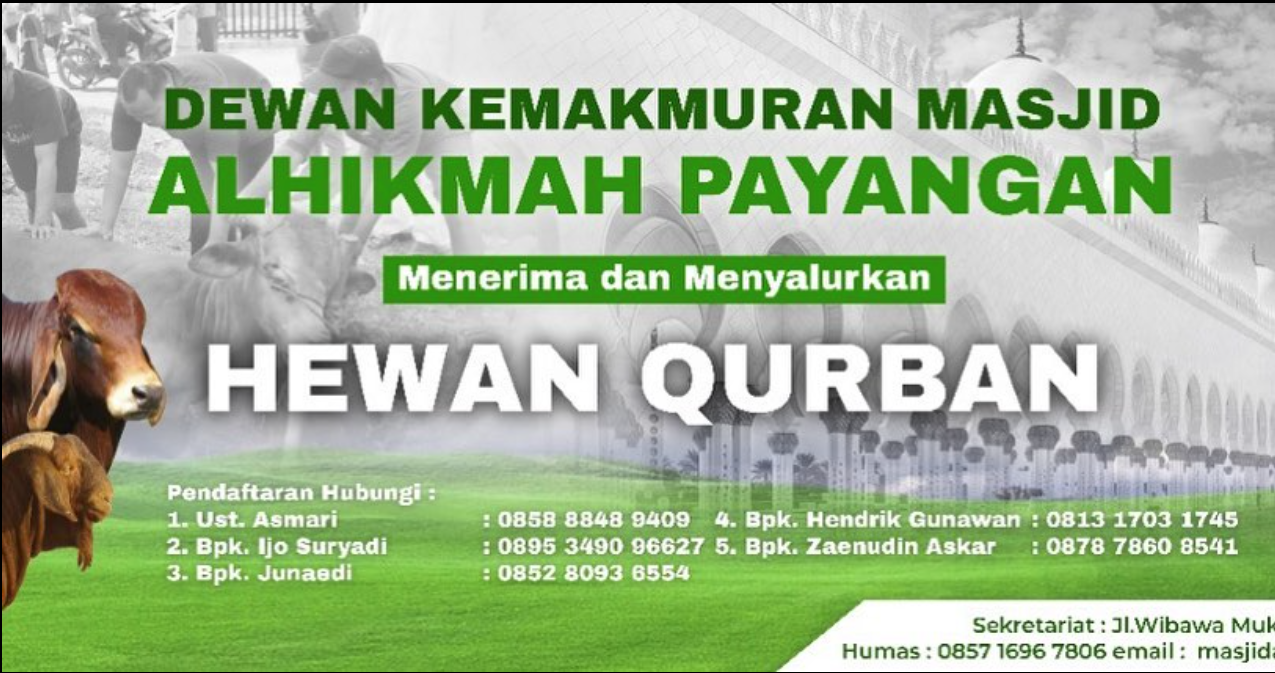 DEWAN KEMAKMURAN MASJID
ALHIKMAH PAYANGAN
Menerima dan Menyalurkan
HEWAN QURBAN
Pendaftaran Hubungi :
1. Ust. Asmari : 0858 8848 9409
2. Bpk. Ijo Suryadi : 0895 3490 96627
3. Bpk. Junaedi : 0852 8093 6554
4. Bpk. Hendrik Gunawan : 0813 1703 1745
5. Bpk. Zaenudin Askar : 0878 7860 8541
Sekretariat : Jl.Wibawa Muk
Humas : 0857 1696 7806 email : masjida